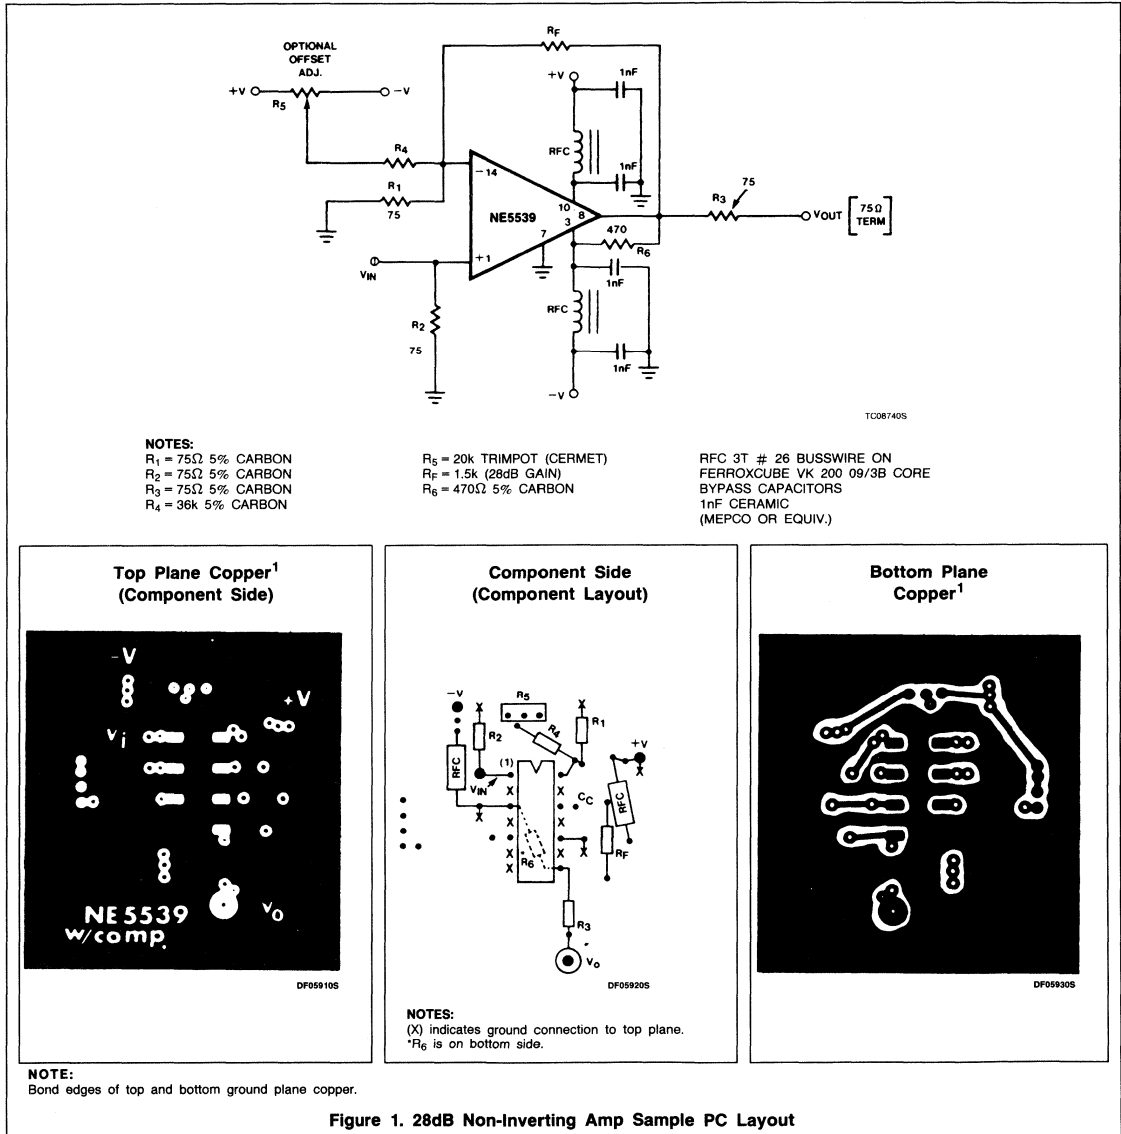 OPTIONAL
OFFSET
ADJ.
+V
R5
-V
RF
+V
1nF
RFC
1nF
R4
R1
75
-14
NE5539
10
8
3
7
+1
VIN
R2
75
470
R6
1nF
RFC
1nF
-V
R3
75
VOUT
75Ω
TERM
TC08740S
NOTES:
R1 = 75Ω 5% CARBON
R2 = 75Ω 5% CARBON
R3 = 75Ω 5% CARBON
R4 = 36k 5% CARBON
R5 = 20k TRIMPOT (CERMET)
RF = 1.5k (28dB GAIN)
R6 = 470Ω 5% CARBON
RFC 3T # 26 BUSSWIRE ON
FERROXCUBE VK 200 09/3B CORE
BYPASS CAPACITORS
1nF CERAMIC
(MEPCO OR EQUIV.)
Top Plane Copper1
(Component Side)
-V
+V
Vi
NE5539
w/comp.
Vo
DF05910S
Component Side
(Component Layout)
-V
X
R5
X
R1
R2
R4
+V
X
RFC
(1)
VIN
X
X
X
CC
X
RFC
X
X
X
X
X
X
RF
*R6
R3
Vo
DF05920S
NOTES:
(X) indicates ground connection to top plane.
*R6 is on bottom side.
Bottom Plane
Copper1
DF05930S
NOTE:
Bond edges of top and bottom ground plane copper.
Figure 1. 28dB Non-Inverting Amp Sample PC Layout